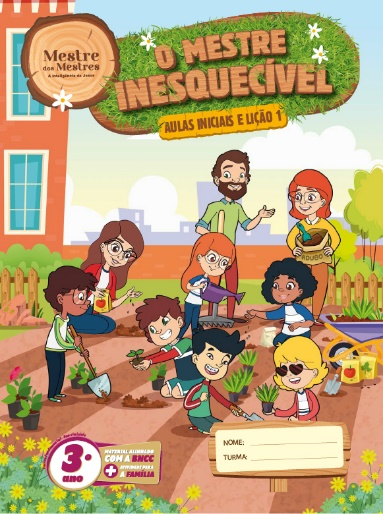 Mestre
dos Mestres
A Inteligência de Jesus
O MESTRE
INESQUECÍVEL
AULAS INICIAIS E LIÇÃO 1
ADUBO
NOME:
TURMA:
3º
ano
MATERIAL ALINHADO
COM A BNCC
+
ATIVIDADES PARA
A FAMÍLIA